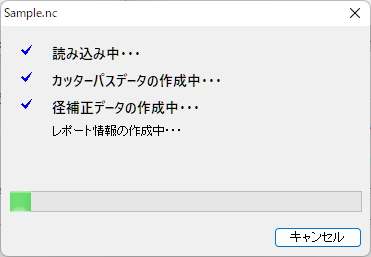 Sample.nc
読み込み中･･･
カッターパスデータの作成中･･･
径補正データの作成中･･･
レポート情報の作成中･･･
キャンセル